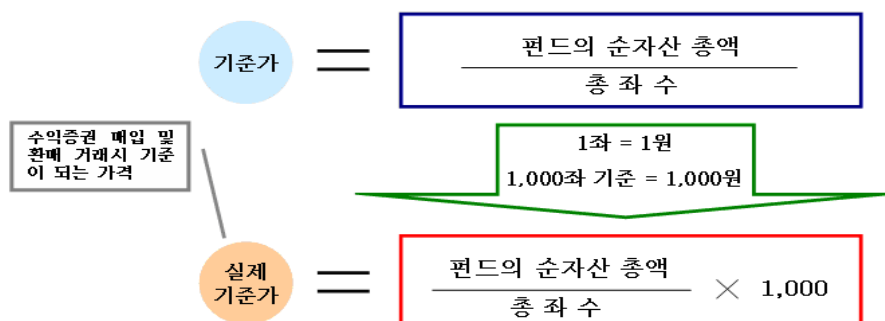 기준가 = 펀드의 순자산 총액
총 좌 수
수익증권 매입 및
환매 거래시 기준
이 되는 가격
1좌 = 1원
1,000좌 기준 = 1,000원
실제
기준가 = 펀드의 순자산 총액
총 좌 수 × 1,000